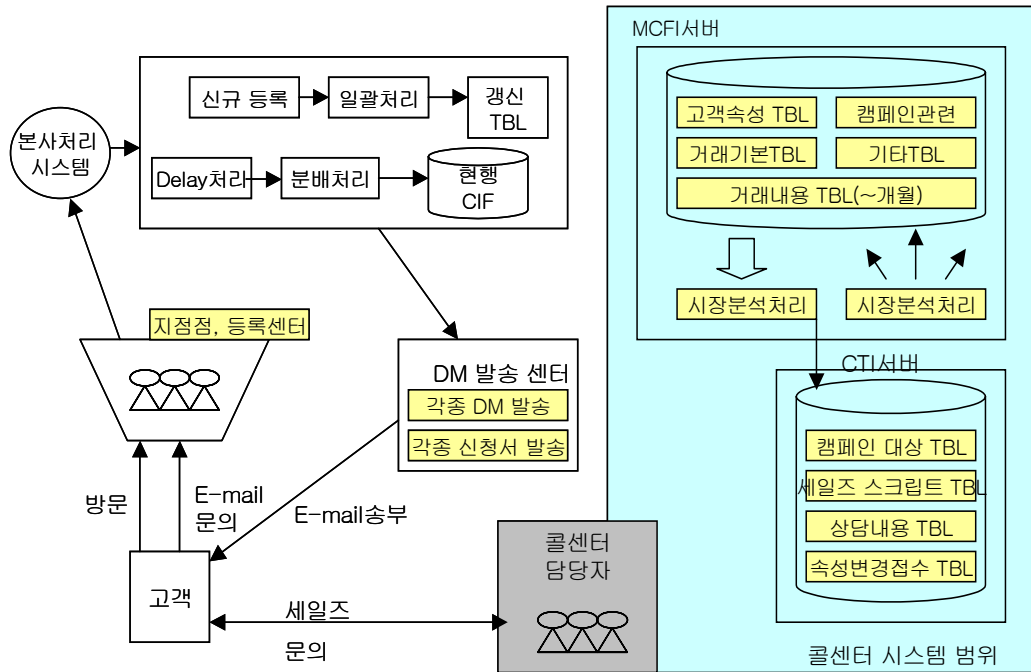 MCFI서버
신규 등록
일괄처리
갱신
TBL
고객속성 TBL
캠페인관련
본사처리
시스템
거래기본TBL
기타TBL
Delay처리
분배처리
현행
CIF
거래내용 TBL(~개월)
시장분석처리
시장분석처리
지점점, 등록센터
DM 발송 센터
CTI서버
각종 DM 발송
각종 신청서 발송
캠페인 대상 TBL
세일즈 스크립트 TBL
상담내용 TBL
속성변경접수 TBL
방문
E-mail
문의
E-mail송부
콜센터
담당자
고객
세일즈
문의
콜센터 시스템 범위